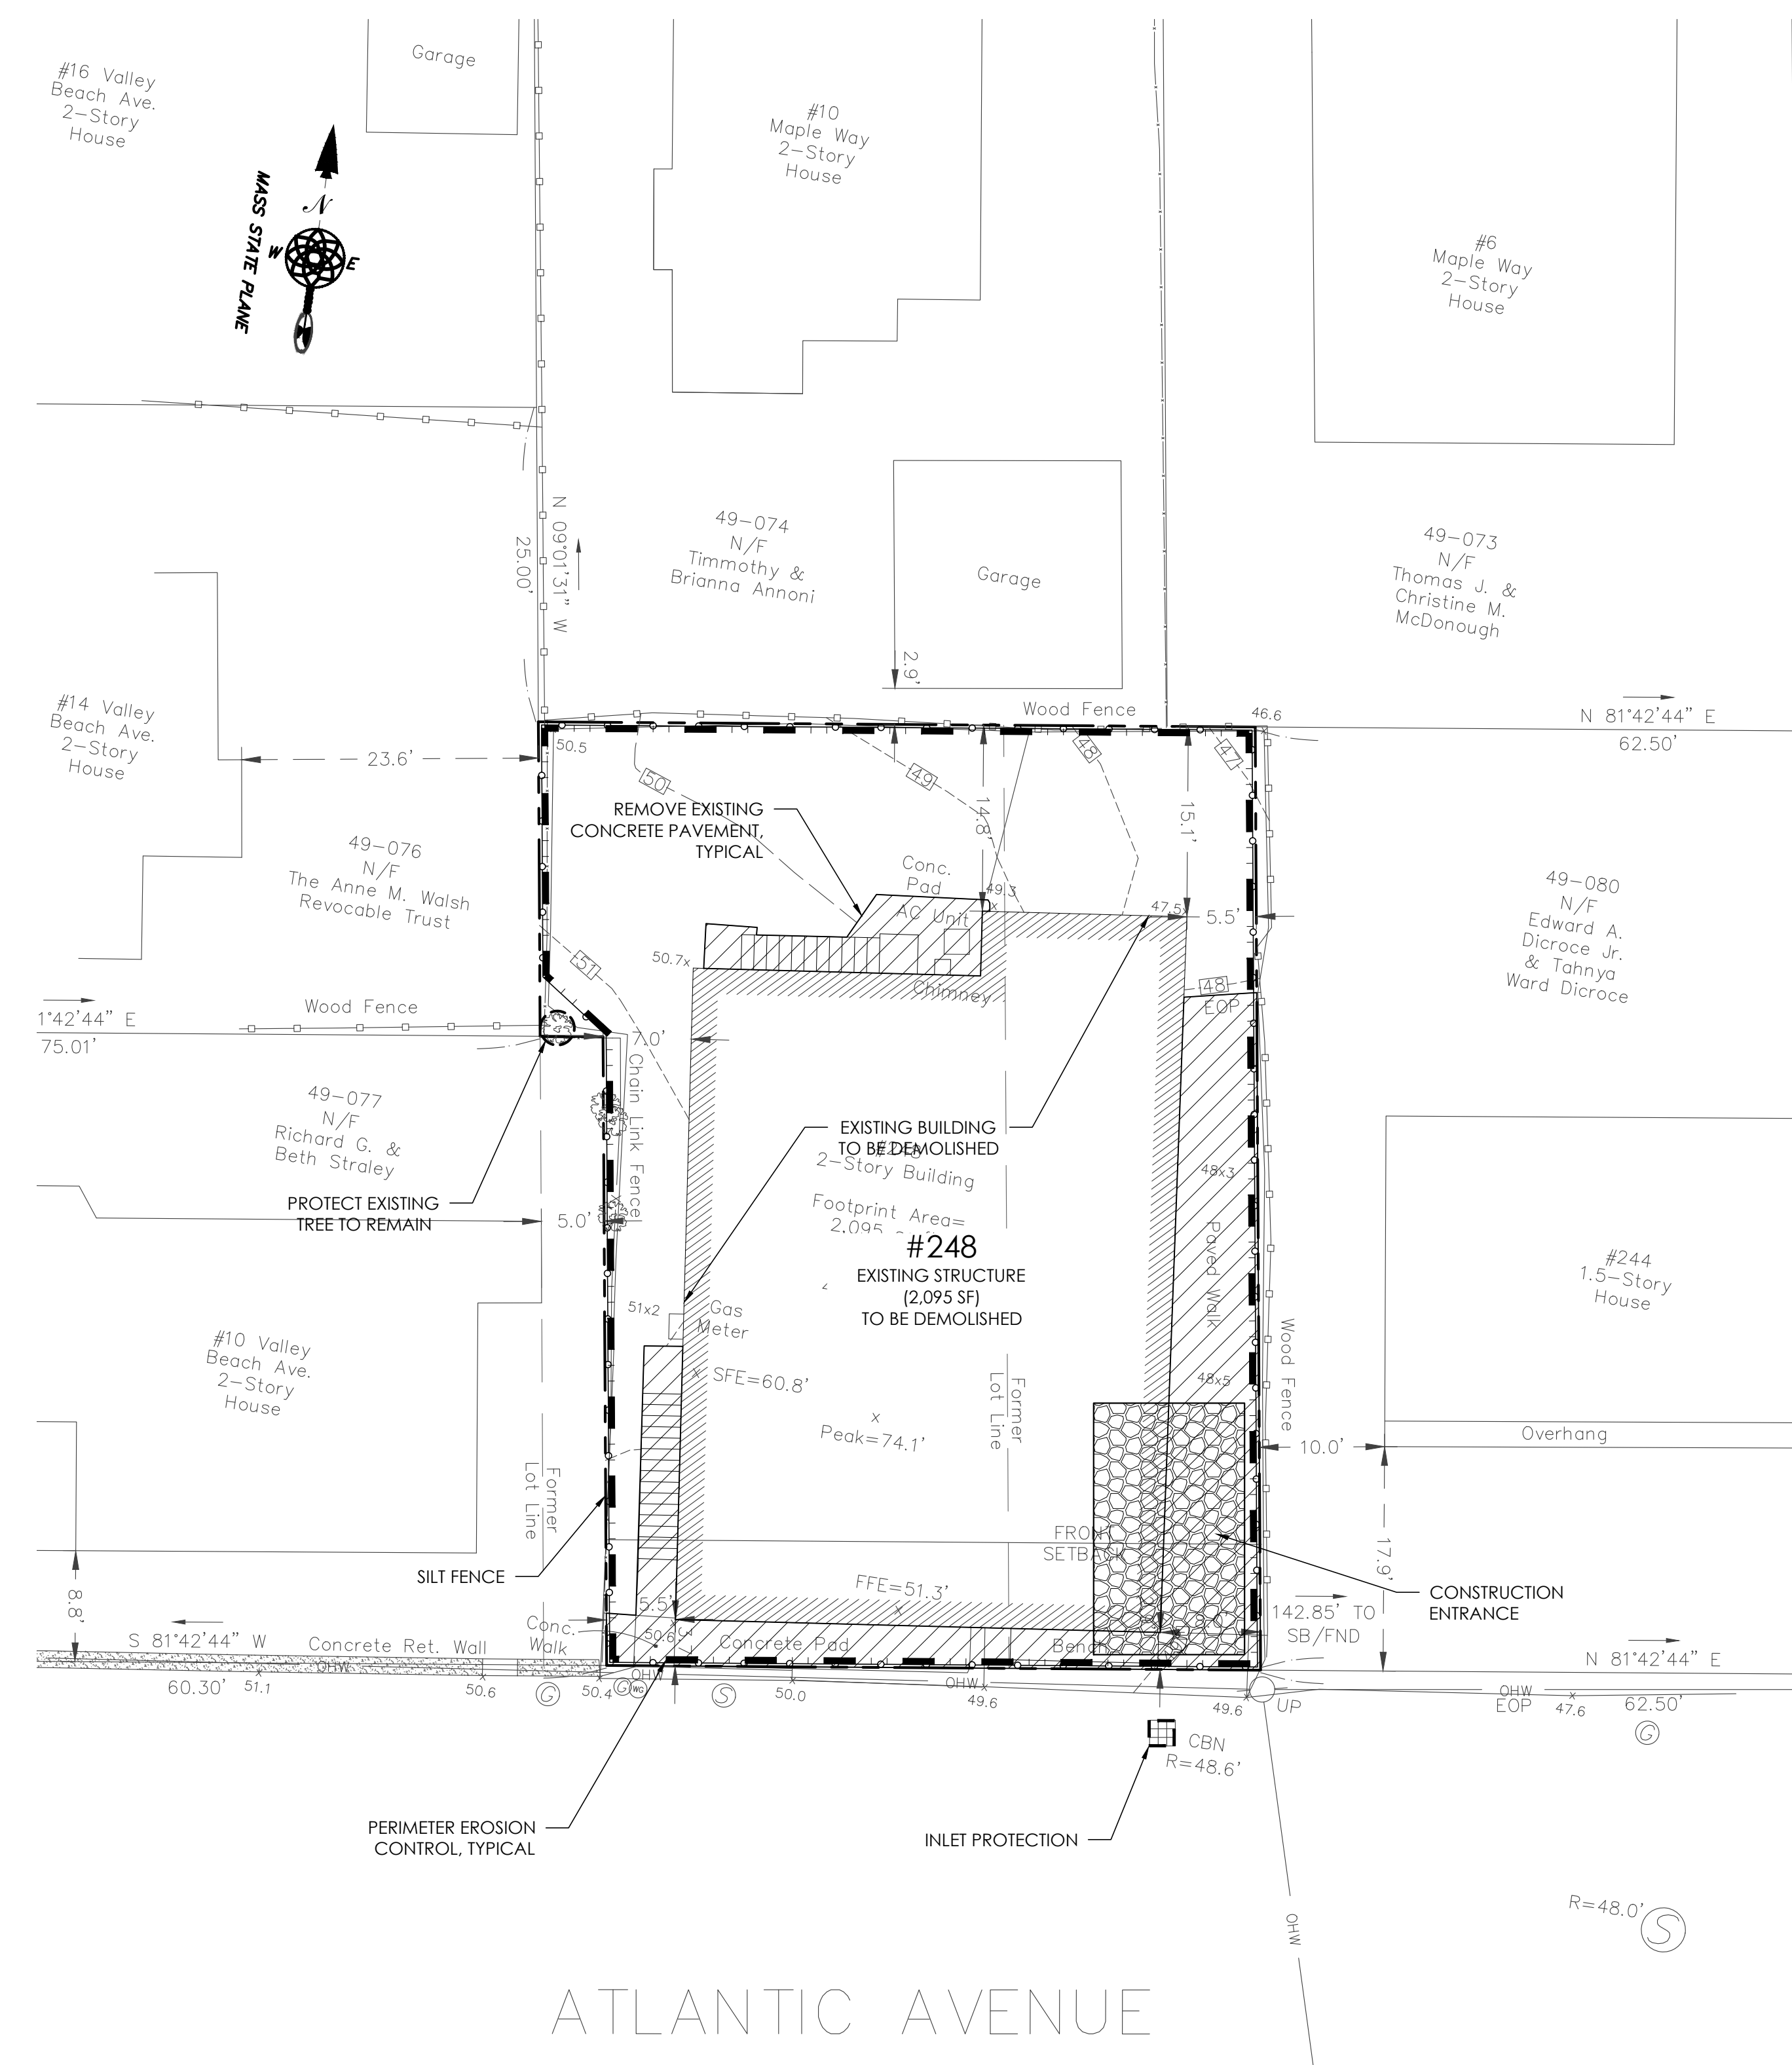 Garage
#16 Valley
Beach Ave.
2-Story
House
#10
Maple Way
2-Story
House
#6
Maple Way
2-Story
House
N
W
E
MASS STATE PLANE
N 09°01'31" W
25.00'
49-074
N/F
Timmothy &
Brianna Annoni
Garage
2.9'
49-073
N/F
Thomas J. &
Christine M.
McDonough
#14 Valley
Beach Ave.
2-Story
House
23.6'
Wood Fence
46.6
N 81°42'44" E
62.50'
50.5
50
49
48
47
REMOVE EXISTING
CONCRETE PAVEMENT,
TYPICAL
14.8'
15.1'
49-076
N/F
The Anne M. Walsh
Revocable Trust
Conc.
Pad
AC Unit
49.3
47.5x
5.5'
49-080
N/F
Edward A.
Dicroce Jr.
& Tahnya
Ward Dicroce
50.7x
51
Chimney
48
EOP
Wood Fence
1°42'44" E
75.01'
7.0'
Chain Link Fence
49-077
N/F
Richard G. &
Beth Straley
EXISTING BUILDING
TO BE DEMOLISHED
2-Story Building
Footprint Area=
2,095
48x3
PROTECT EXISTING
TREE TO REMAIN
5.0'
Paved Walk
#248
EXISTING STRUCTURE
(2,095 SF)
TO BE DEMOLISHED
#244
1.5-Story
House
51x2
Gas
Meter
#10 Valley
Beach Ave.
2-Story
House
SFE=60.8'
x
Peak=74.1'
Former
Lot Line
48x5
Wood Fence
10.0'
Overhang
Former
Lot Line
FRONT
SETBACK
17.9'
SILT FENCE
FFE=51.3'
CONSTRUCTION
ENTRANCE
8.8'
5.5'
142.85' TO
SB/FND
S 81°42'44" W
Concrete Ret. Wall
Conc.
Walk
50.6
Concrete Pad
Bench
N 81°42'44" E
OHW
OHW
OHW
OHW
60.30'
51.1
50.6
50.4
G
G
WG
S
50.0
49.6
49.6
UP
EOP
47.6
62.50'
G
CBN
R=48.6'
PERIMETER EROSION
CONTROL, TYPICAL
INLET PROTECTION
R=48.0'
S
OHW
ATLANTIC AVENUE